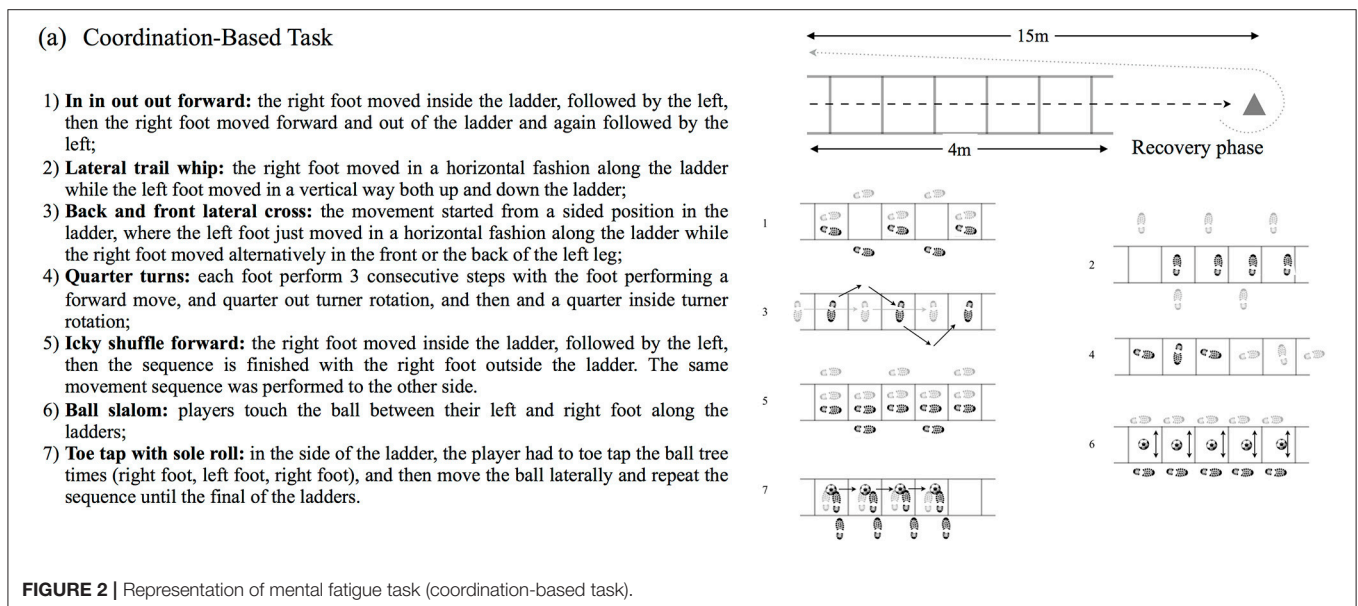 (a) Coordination-Based Task
1) In in out out forward: the right foot moved inside the ladder, followed by the left,
then the right foot moved forward and out of the ladder and again followed by the
left;
2) Lateral trail whip: the right foot moved in a horizontal fashion along the ladder
while the left foot moved in a vertical way both up and down the ladder;
3) Back and front lateral cross: the movement started from a sided position in the
ladder, where the left foot just moved in a horizontal fashion along the ladder while
the right foot moved alternatively in the front or the back of the left leg;
4) Quarter turns: each foot perform 3 consecutive steps with the foot performing a
forward move, and quarter out turner rotation, and then and a quarter inside turner
rotation;
5) Icky shuffle forward: the right foot moved inside the ladder, followed by the left,
then the sequence is finished with the right foot outside the ladder. The same
movement sequence was performed to the other side.
6) Ball slalom: players touch the ball between their left and right foot along the
ladders;
7) Toe tap with sole roll: in the side of the ladder, the player had to toe tap the ball tree
times (right foot, left foot, right foot), and then move the ball laterally and repeat the
sequence until the final of the ladders.
15m
4m
Recovery phase
1
2
3
4
5
6
7
FIGURE 2 | Representation of mental fatigue task (coordination-based task).